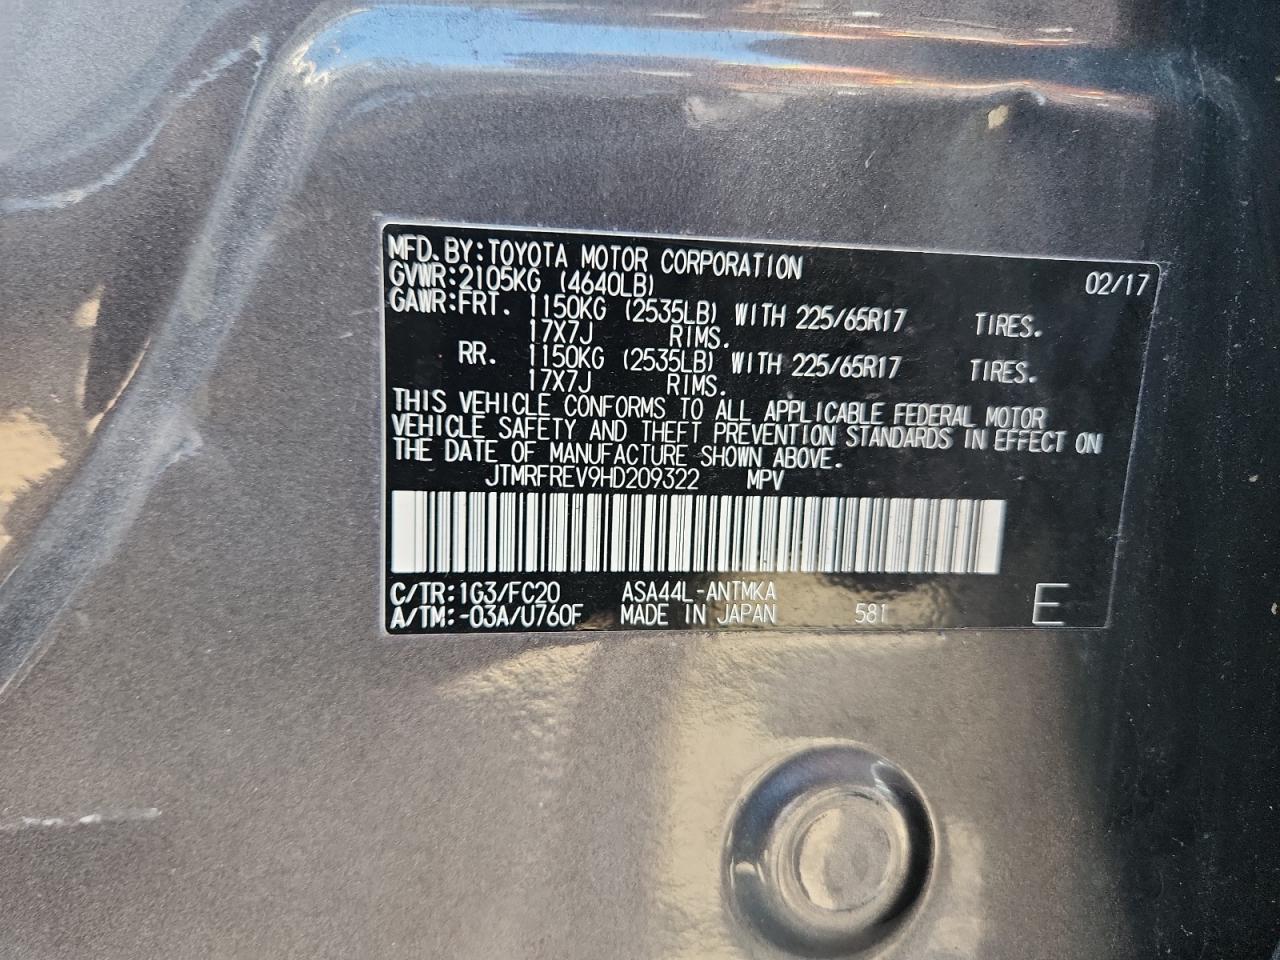 MFD. BY: TOYOTA MOTOR CORPORATION 02/17
GVWR: 2105KG (4640LB)
GAWR: FRT. 1150KG (2535LB) WITH 225/65R17 TIRES.
17X7J RIMS.
RR. 1150KG (2535LB) WITH 225/65R17 TIRES.
17X7J RIMS.
THIS VEHICLE CONFORMS TO ALL APPLICABLE FEDERAL MOTOR
VEHICLE SAFETY AND THEFT PREVENTION STANDARDS IN EFFECT ON
THE DATE OF MANUFACTURE SHOWN ABOVE.
JTMRFREV9HD209322 MPV
C/TR: 1G3/FC20 ASA44L-ANTMKA
A/TM: -03A/U760F MADE IN JAPAN 581 E